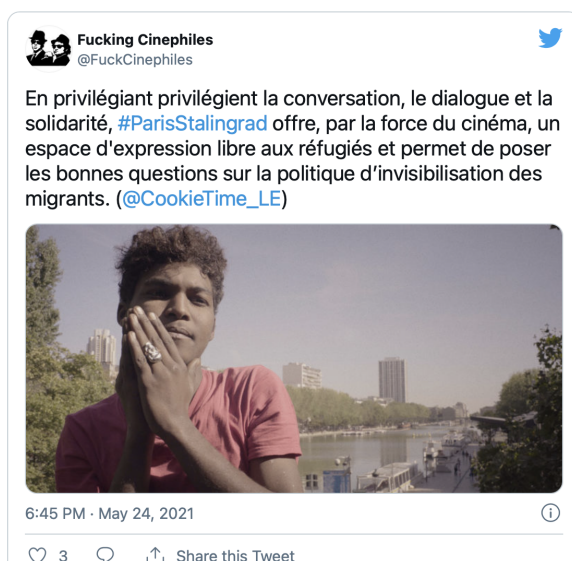 Fucking Cinephiles
@FuckCinephiles
En privilégiant privilégient la conversation, le dialogue et la
solidarité, #ParisStalingrad offre, par la force du cinéma, un
espace d'expression libre aux réfugiés et permet de poser
les bonnes questions sur la politique d’invisibilisation des
migrants. (@CookieTime_LE)
6:45 PM · May 24, 2021
3 Share this Tweet